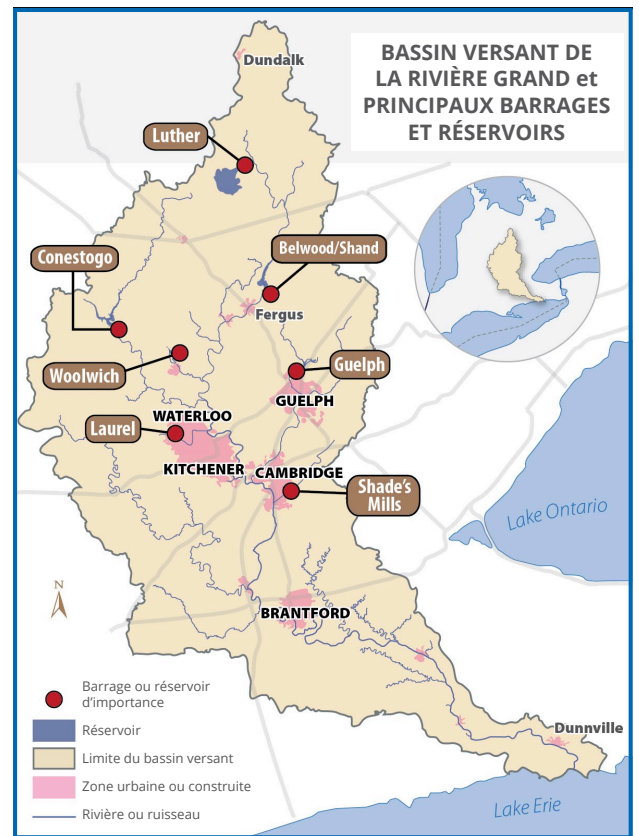 BASSIN VERSANT DE
LA RIVIÈRE GRAND et
PRINCIPAUX BARRAGES
ET RÉSERVOIRS
Dundalk
Luther
Belwood/Shand
Conestogo
Fergus
Woolwich
Guelph
GUELPH
WATERLOO
Laurel
KITCHENER
CAMBRIDGE
Shade's
Mills
Lake Ontario
N
BRANTFORD
Barrage ou réservoir
d'importance
Réservoir
Limite du bassin versant
Zone urbaine ou construite
Rivière ou ruisseau
Dunnville
Lake Erie